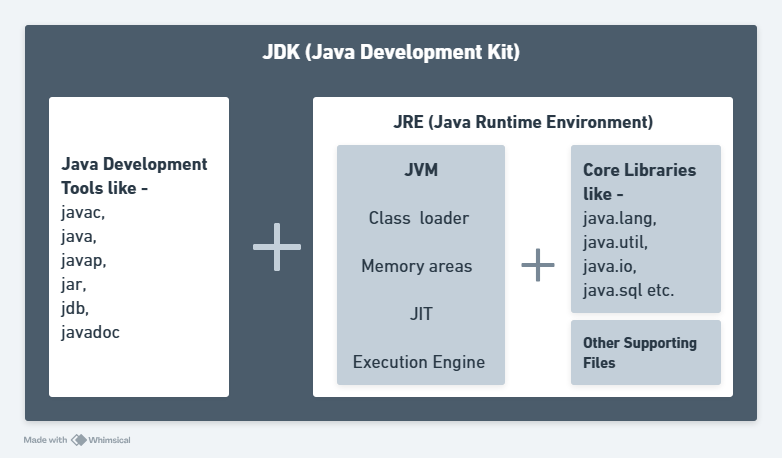 JDK (Java Development Kit)
Java Development
Tools like -
javac,
java,
javap,
jar,
jdb,
javadoc
JRE (Java Runtime Environment)
JVM
Class loader
Memory areas
JIT
Execution Engine
Core Libraries
like -
java.lang,
java.util,
java.io,
java.sql etc.
Other Supporting
Files
Made with Whimsical